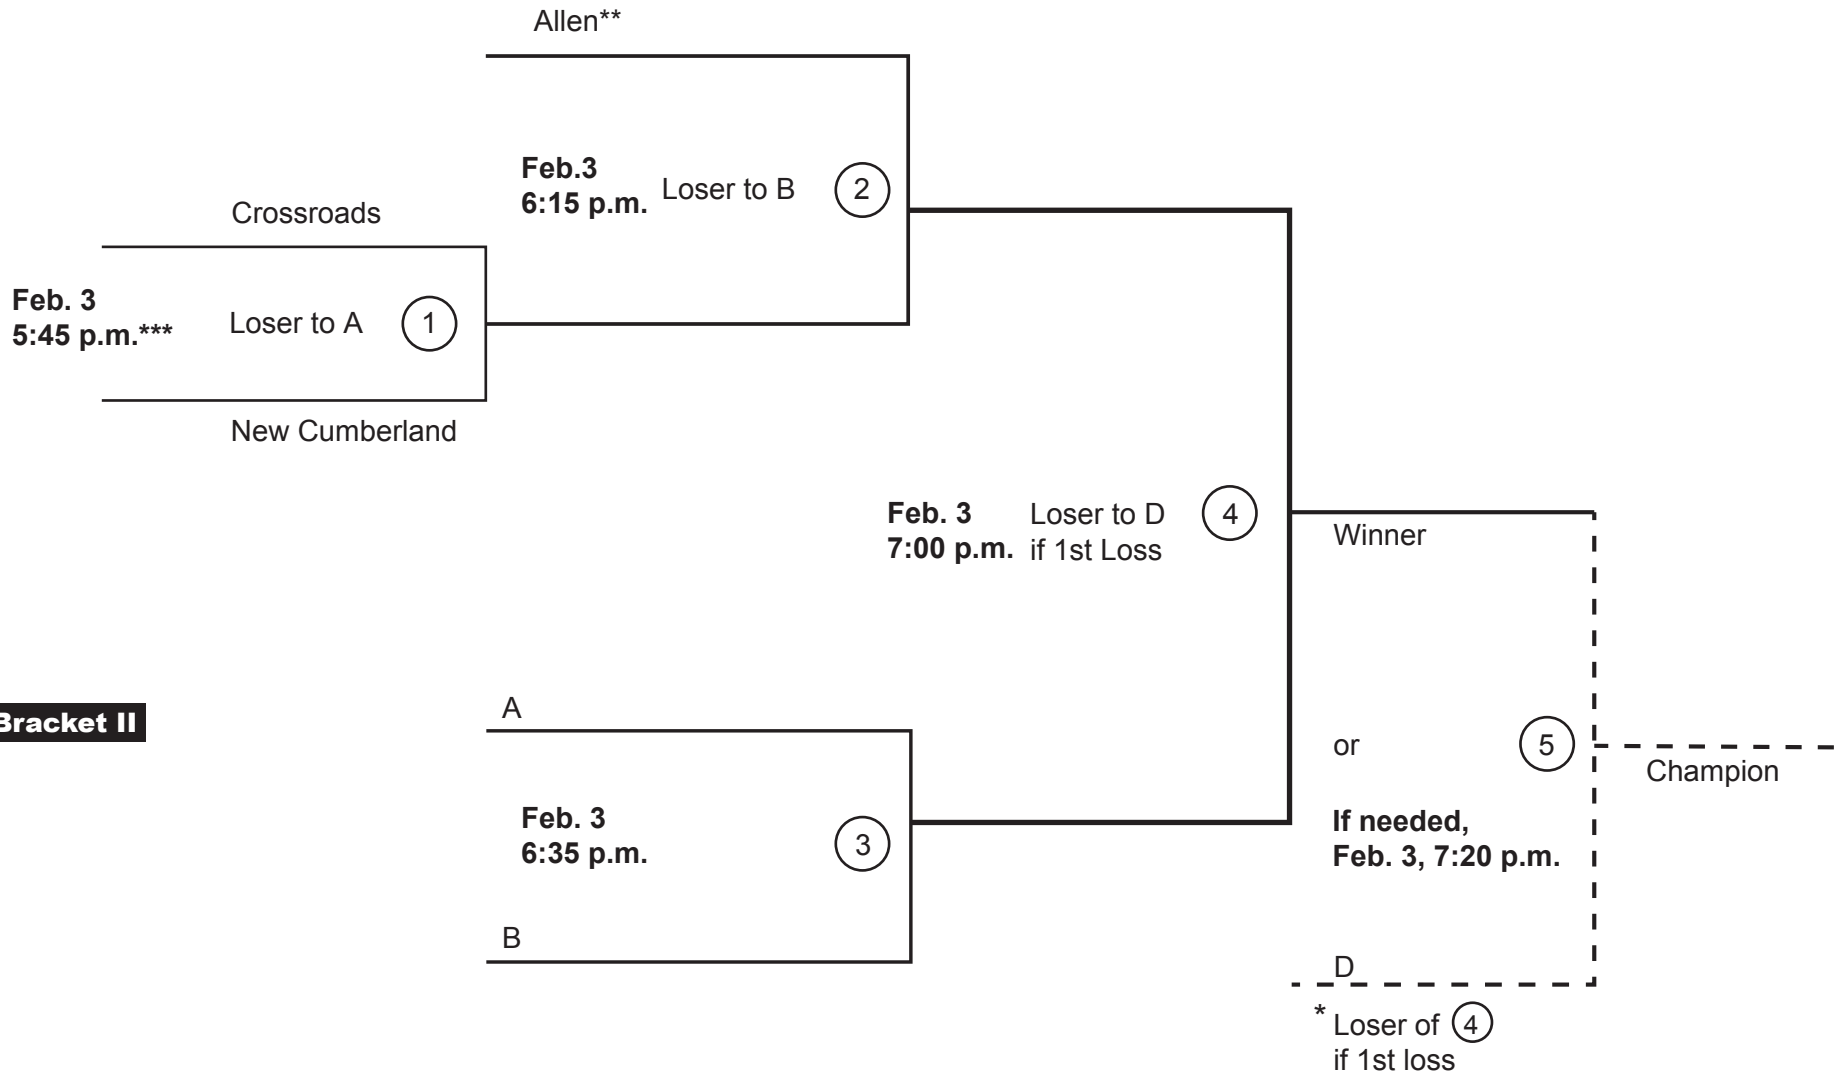 Allen**
Feb.3
6:15 p.m.
Loser to B
2
Crossroads
Feb. 3
5:45 p.m.***
Loser to A
1
New Cumberland
Feb. 3
7:00 p.m.
Loser to D
if 1st Loss
4
Winner
Bracket II
A
Feb. 3
6:35 p.m.
3
B
or
5
Champion
If needed,
Feb. 3, 7:20 p.m.
D
* Loser of 4
if 1st loss